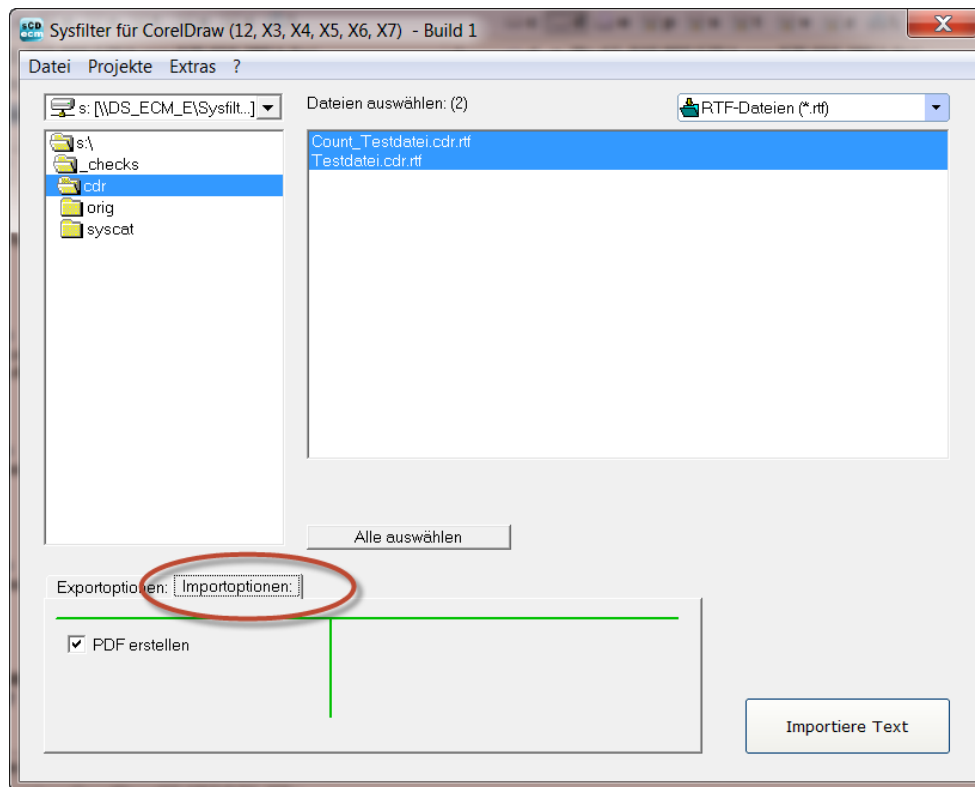 SCD
ecm
Sysfilter für CorelDraw (12, X3, X4, X5, X6, X7) - Build 1
X
Datei Projekte Extras ?
s: [\\DS_ECM_E\Sysfilt...]
Dateien auswählen: (2)
RTF-Dateien (*.rtf)
s:\
_checks
cdr
orig
syscat
Count_Testdatei.cdr.rtf
Testdatei.cdr.rtf
Alle auswählen
Exportoptionen: Importoptionen:
PDF erstellen
Importiere Text